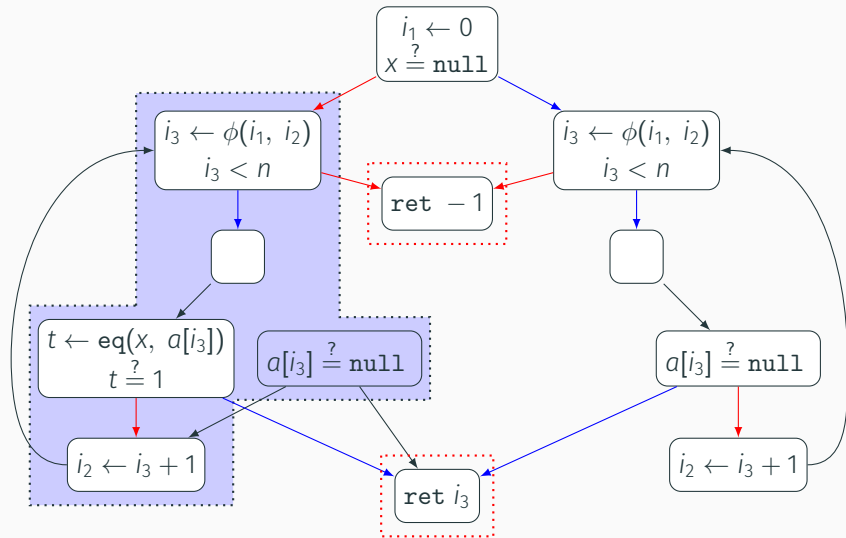 i₁ ← 0
x ≟ null
i₃ ← ϕ(i₁, i₂)
i₃ < n
i₃ ← ϕ(i₁, i₂)
i₃ < n
ret −1
t ← eq(x, a[i₃])
t ≟ 1
a[i₃] ≟ null
a[i₃] ≟ null
i₂ ← i₃ + 1
ret i₃
i₂ ← i₃ + 1